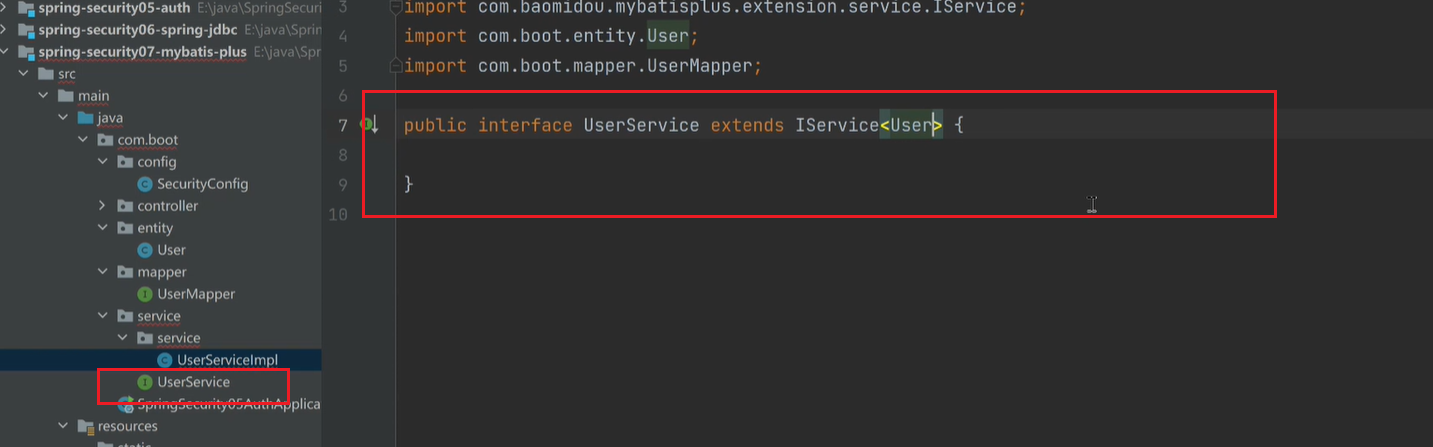 spring-security05-auth E:\java\SpringSecuri
spring-security06-spring-jdbc E:\java\Sprin
spring-security07-mybatis-plus E:\java\Spr
src
main
java
com.boot
config
SecurityConfig
controller
entity
User
mapper
UserMapper
service
service
UserServiceImpl
UserService
SpringSecurity05AuthApplica
resources
static
3 import com.baomidou.mybatisplus.extension.service.IService;
4 import com.boot.entity.User;
5 import com.boot.mapper.UserMapper;
6
7 public interface UserService extends IService<User> {
8
9 }
10